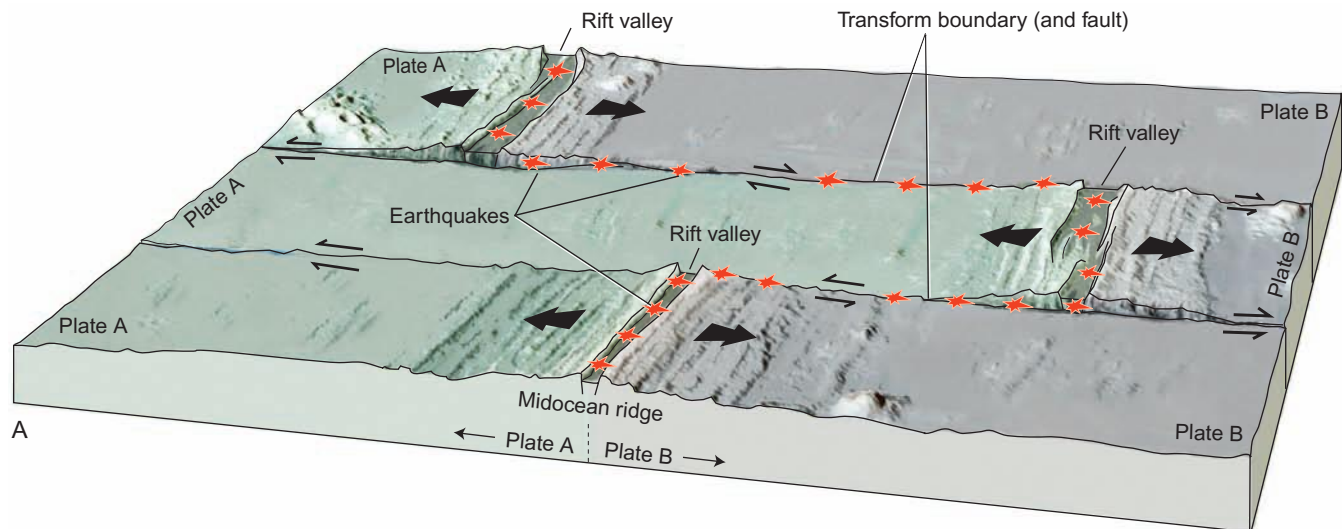 Rift valley
Transform boundary (and fault)
Plate A
Plate B
Rift valley
Plate A
Earthquakes
Rift valley
Plate B
Plate A
Midocean ridge
Plate B
A
Plate A
Plate B